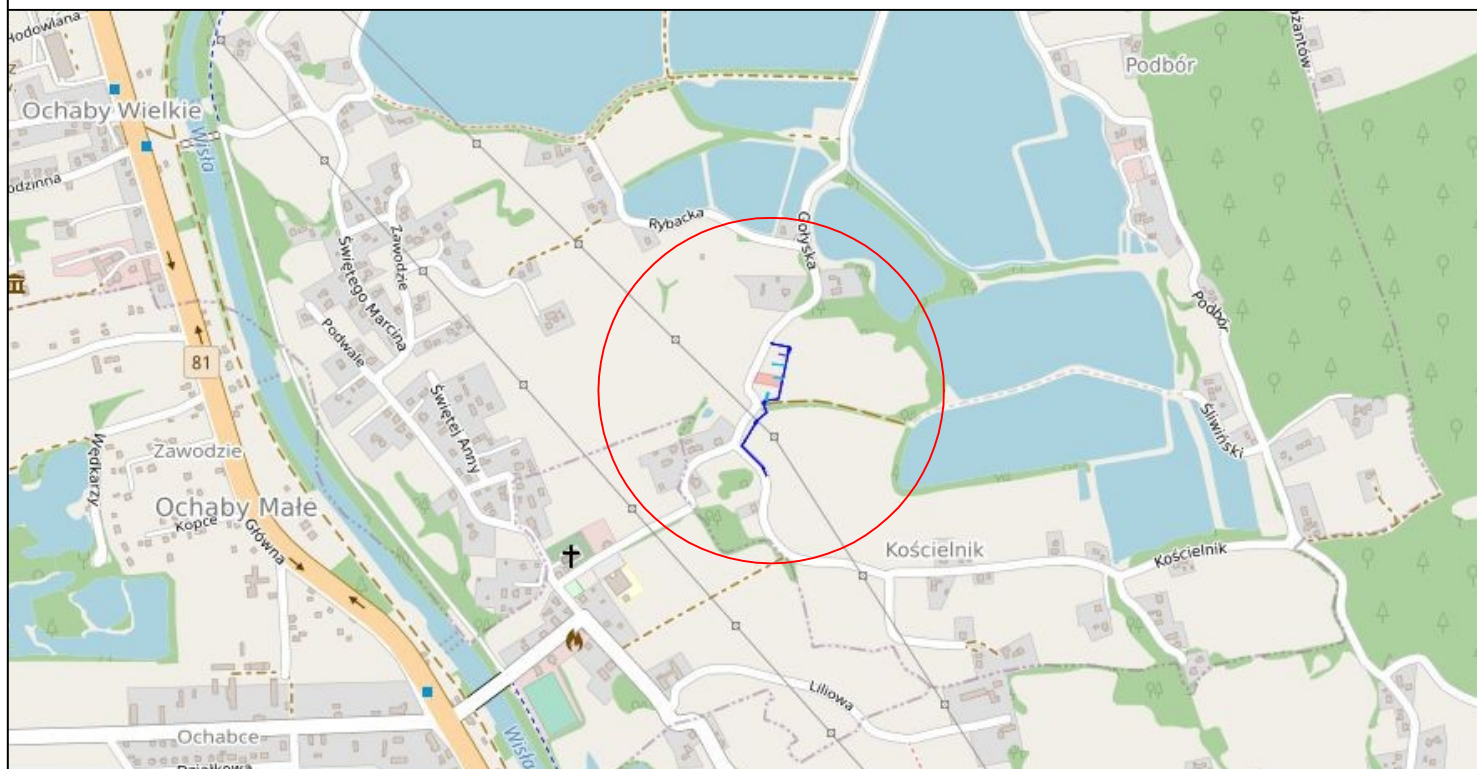 Hodowlana
Podbór
Ochaby Wielkie
Wisła
Rybacka
Gołyska
Zawodzie
Świętego Marcina
Podwale
Podbór
81
Świętej Anny
Śliwiński
Wędkarzy
Zawodzie
Ochaby Małe
Kopce
Główna
Kościelnik
Kościelnik
Liliowa
Ochabce
Wisła
Działkowa